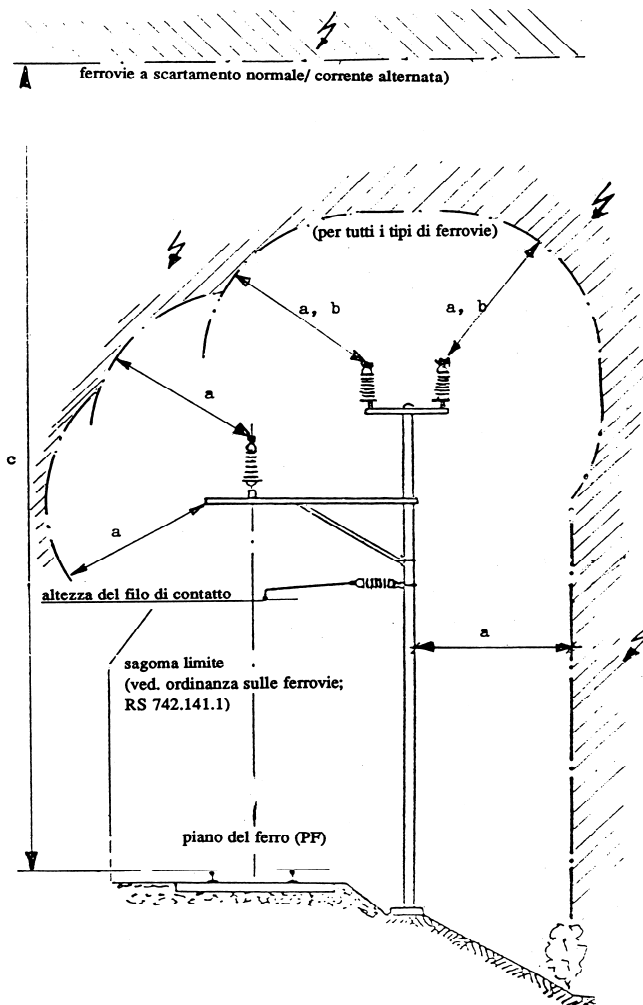 ferrovie a scartamento normale/ corrente alternata)
(per tutti i tipi di ferrovie)
a, b
a, b
a
c
a
altezza del filo di contatto
a
sagoma limite
(ved. ordinanza sulle ferrovie;
RS 742.141.1)
piano del ferro (PF)